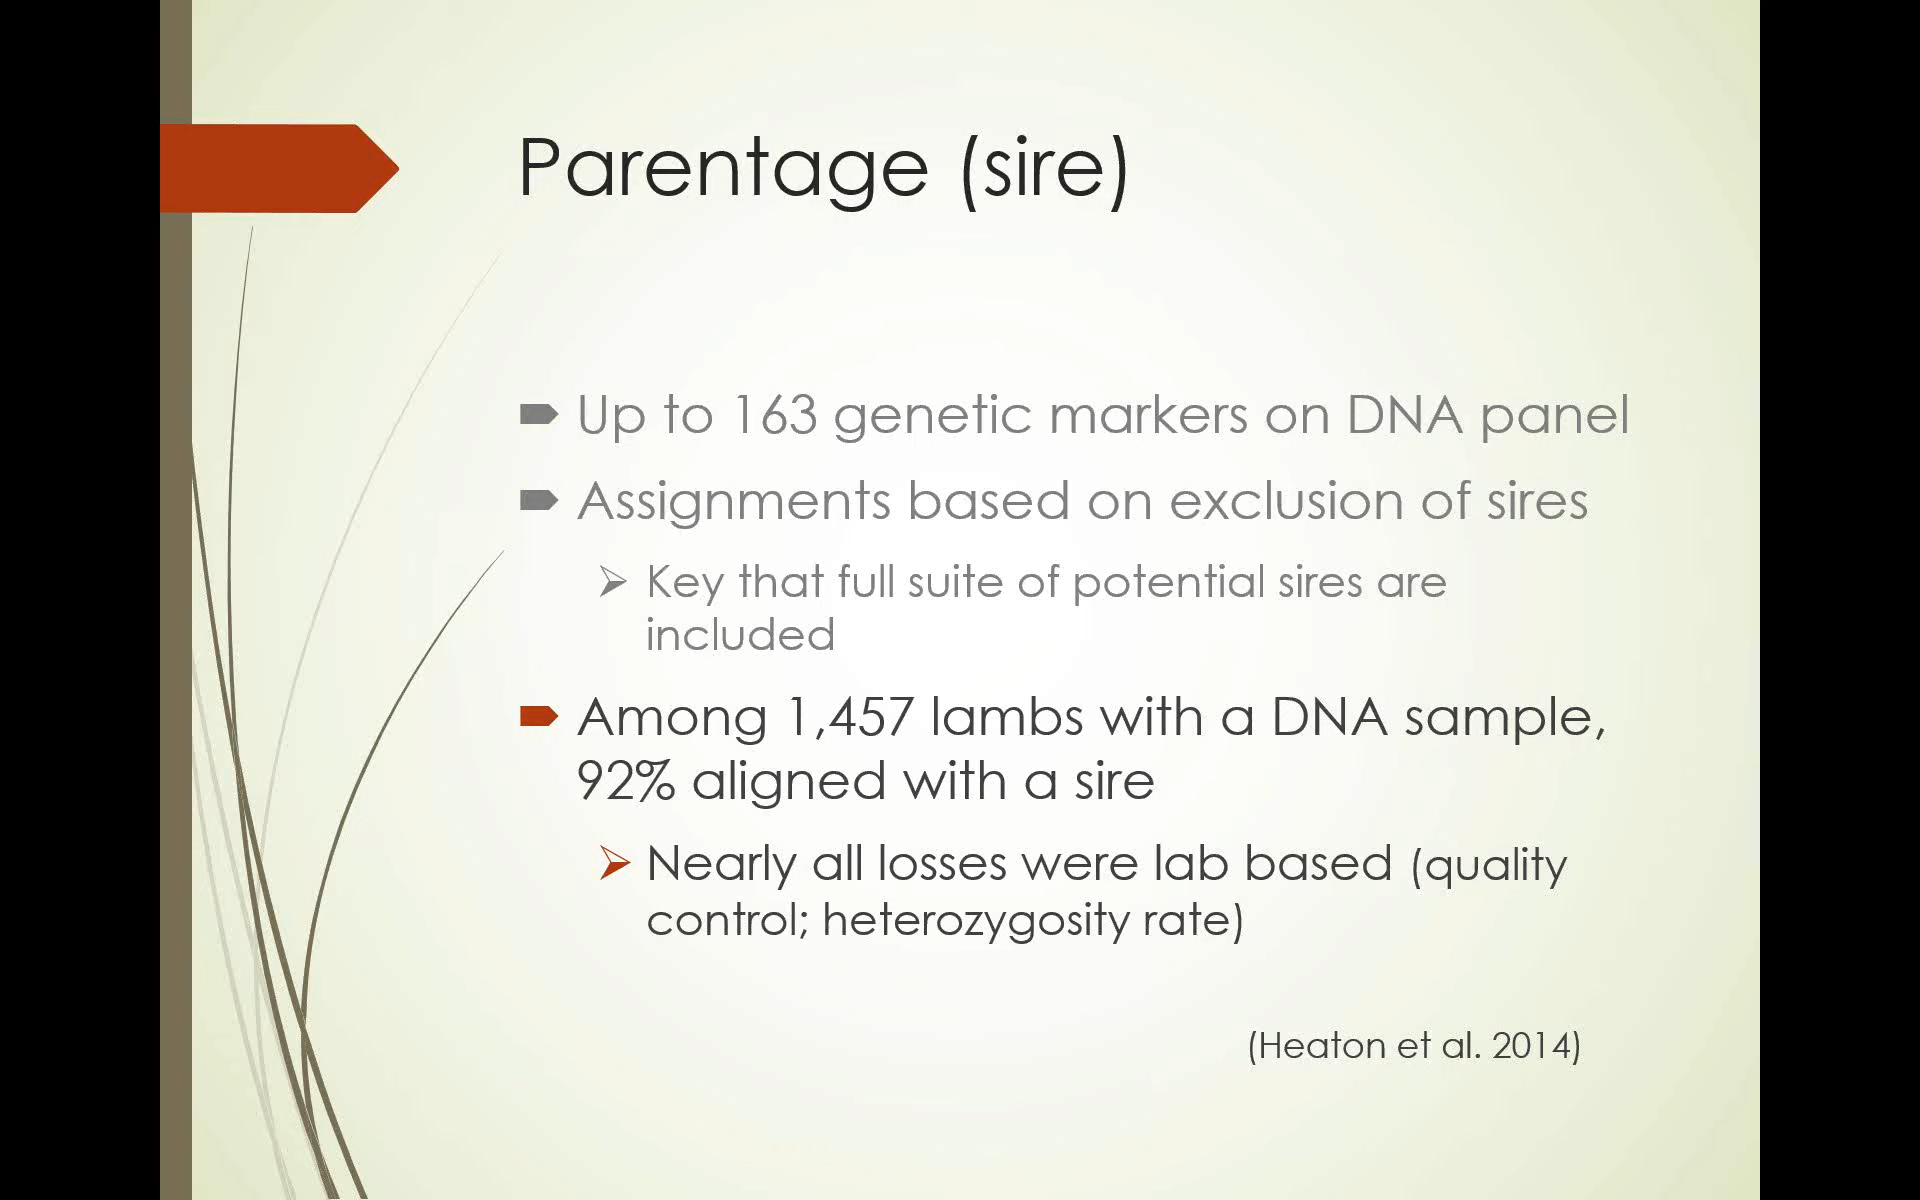 Parentage (sire)
Up to 163 genetic markers on DNA panel
Assignments based on exclusion of sires
Key that full suite of potential sires are
included
Among 1,457 lambs with a DNA sample,
92% aligned with a sire
Nearly all losses were lab based (quality
control; heterozygosity rate)
(Heaton et al. 2014)